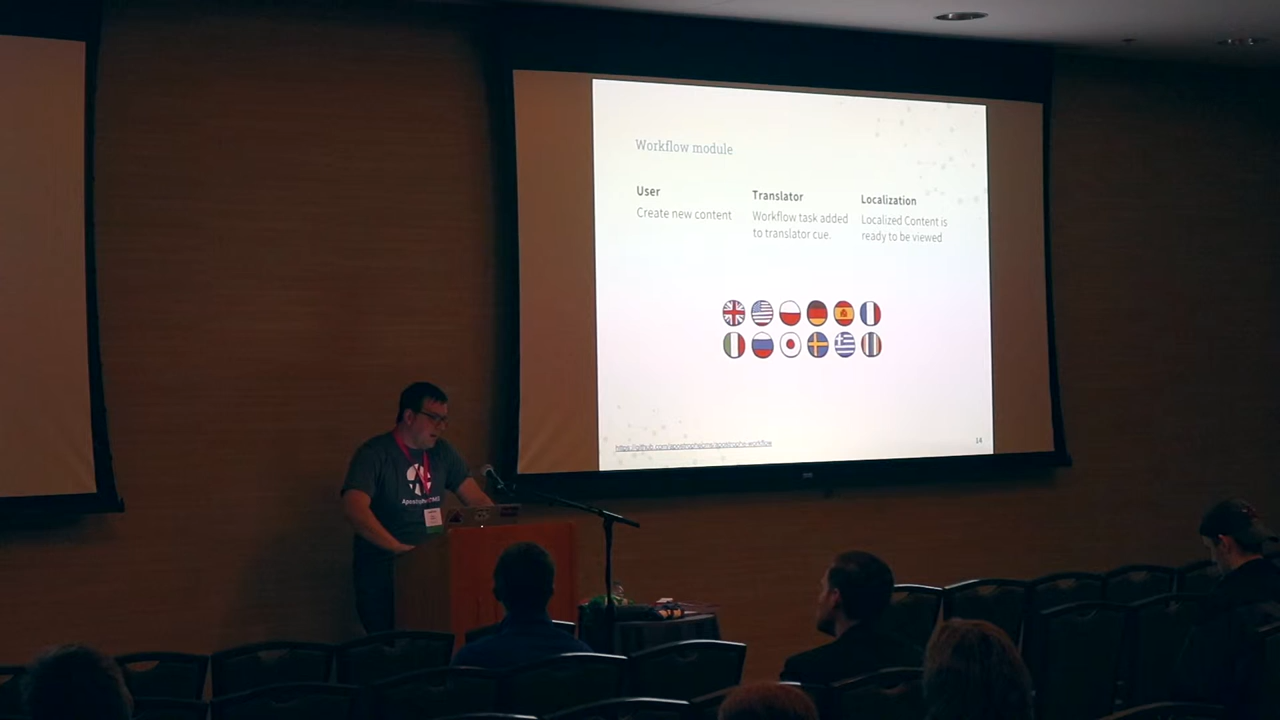 Workflow module
User
Create new content
Translator
Workflow task added
to translator cue.
Localization
Localized Content is
ready to be viewed
https://github.com/apostrophecms/apostrophe-workflow
14
ApostropheCMS